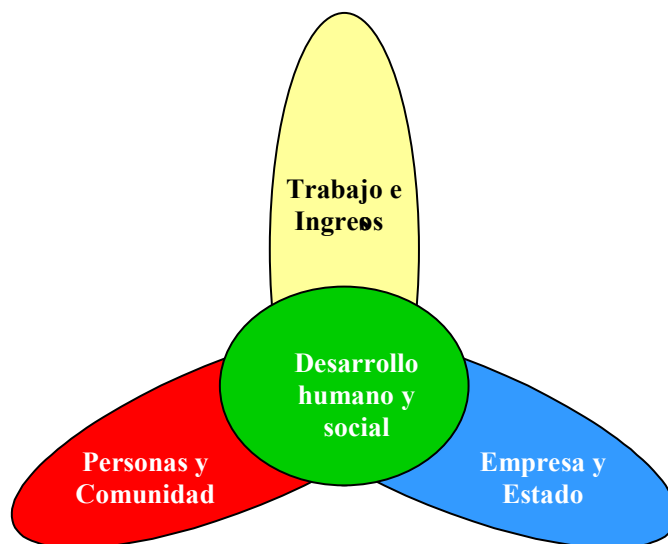 Trabajo e
Ingresos
Desarrollo
humano y
social
Personas y
Comunidad
Empresa y
Estado